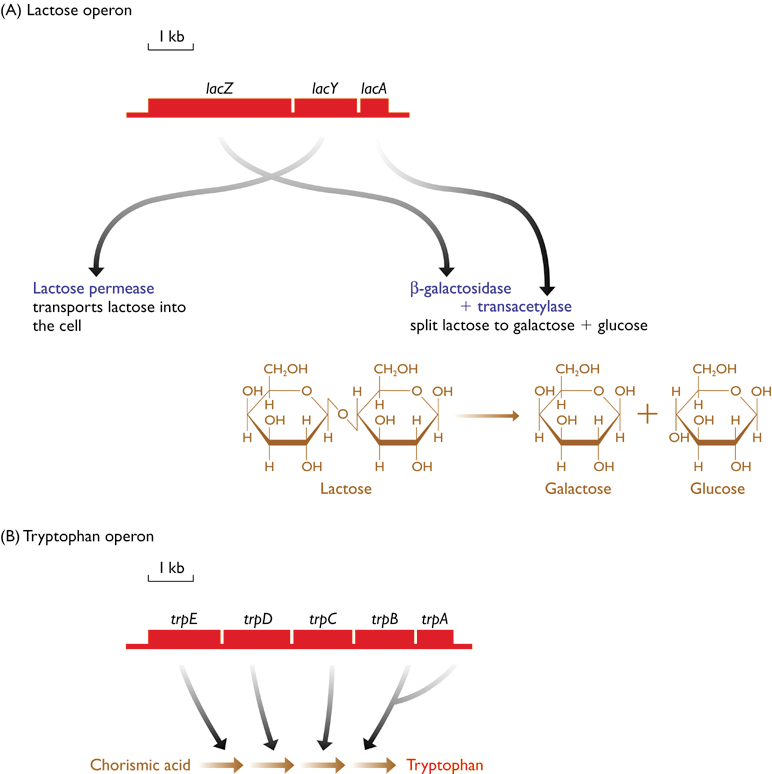 (A) Lactose operon
1 kb
lacZ lacY lacA
Lactose permease
transports lactose into
the cell
β-galactosidase
+ transacetylase
split lactose to galactose + glucose
CH2OH CH2OH CH2OH CH2OH
OH O H O OH OH O OH H O OH
H O H H H
OH H OH H OH H OH H
H H H H OH H
H OH H OH H OH H OH
+
Lactose Galactose Glucose
(B) Tryptophan operon
1 kb
trpE trpD trpC trpB trpA
Chorismic acid Tryptophan